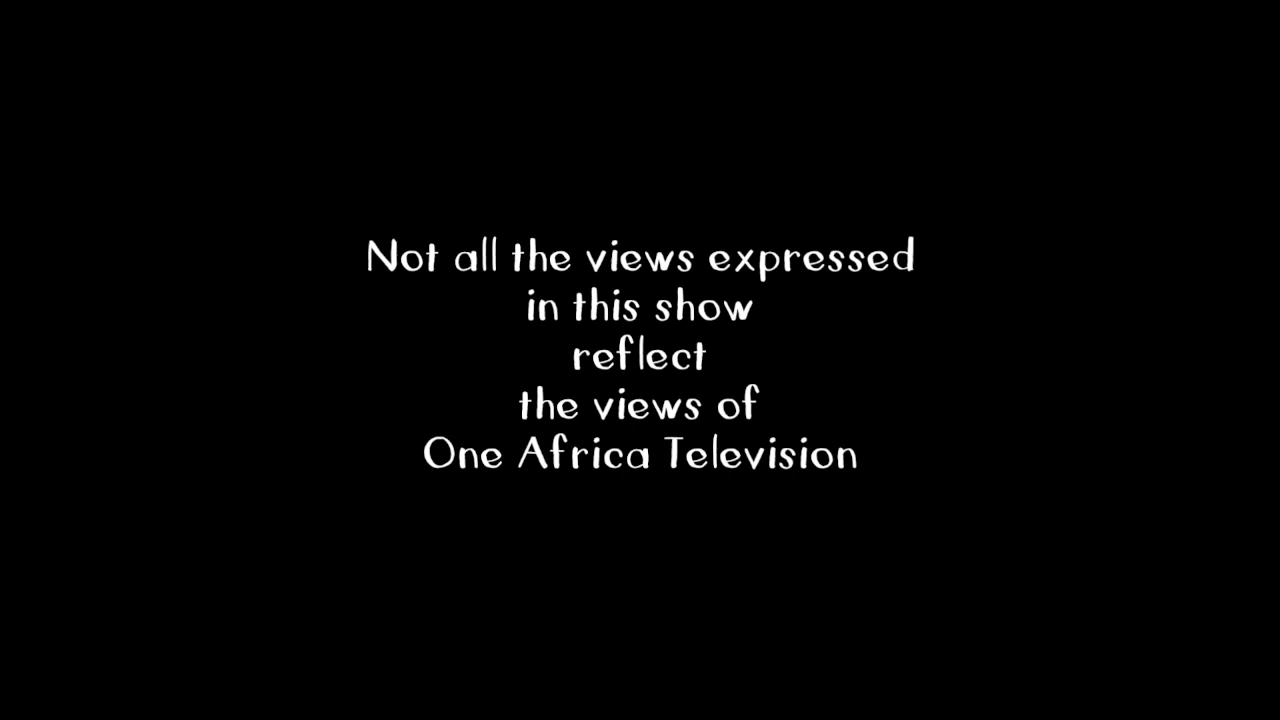 Not all the views expressed
in this show
reflect
the views of
One Africa Television